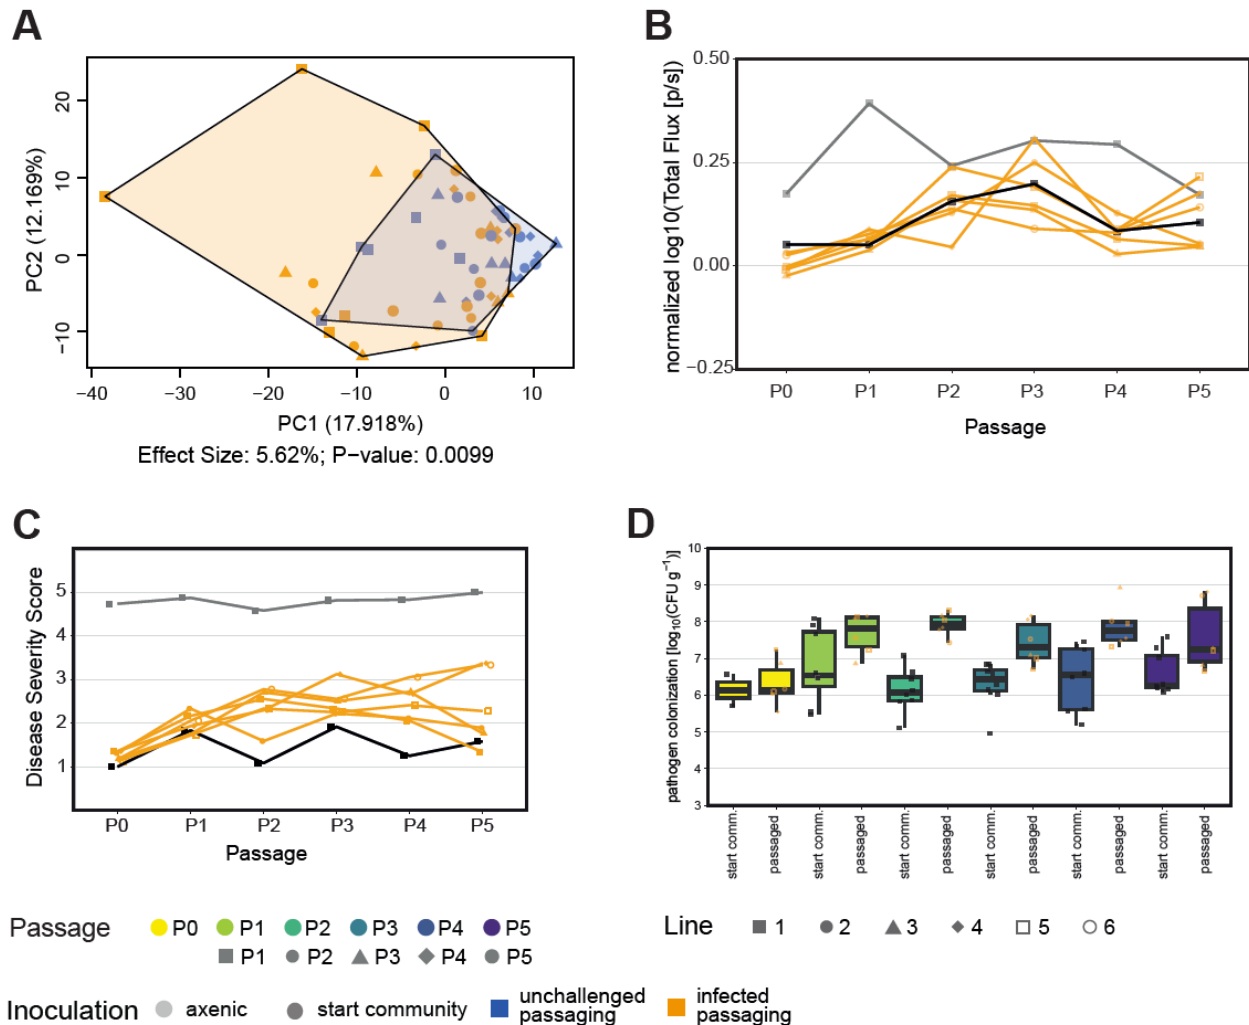 A
20
10
0
−10
PC2 (12.169%)
−40 −30 −20 −10 0 10
PC1 (17.918%)
Effect Size: 5.62%; P−value: 0.0099
B
0.50
0.25
0.00
−0.25
normalized log10(Total Flux [p/s])
P0 P1 P2 P3 P4 P5
Passage
C
5
4
3
2
1
Disease Severity Score
P0 P1 P2 P3 P4 P5
Passage
D
10
9
8
7
6
5
4
3
pathogen colonization [log10(CFU g−1)]
start comm. passaged start comm. passaged start comm. passaged start comm. passaged start comm. passaged start comm. passaged
Passage P0 P1 P2 P3 P4 P5
P1 P2 P3 P4 P5
Line 1 2 3 4 5 6
Inoculation axenic start community unchallenged passaging infected passaging